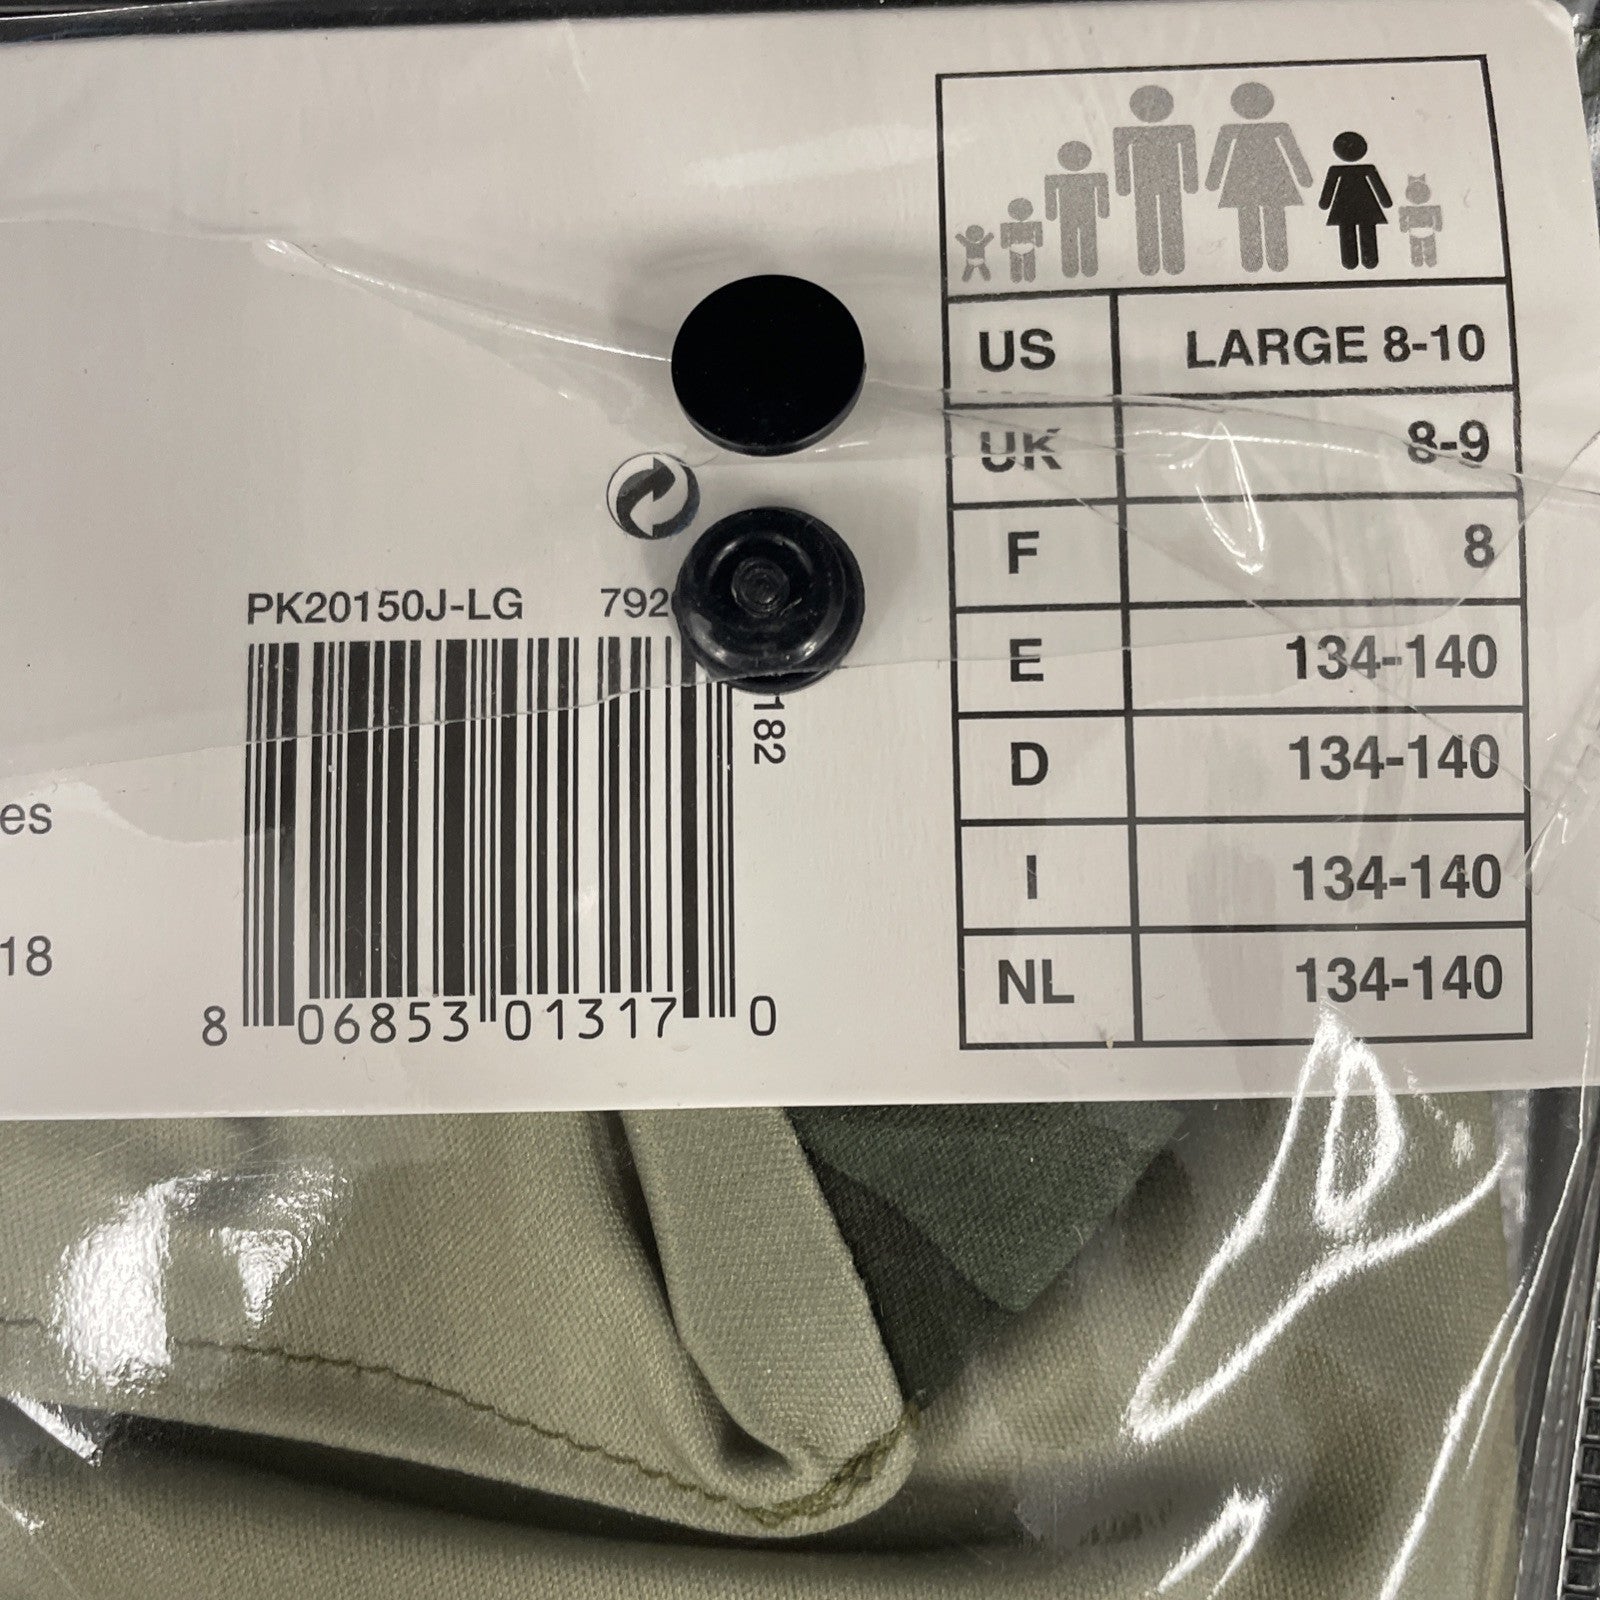 US LARGE 8-10
UK 8-9
F 8
E 134-140
D 134-140
I 134-140
NL 134-140
PK20150J-LG 792
182
es
18
8 06853 01317 0